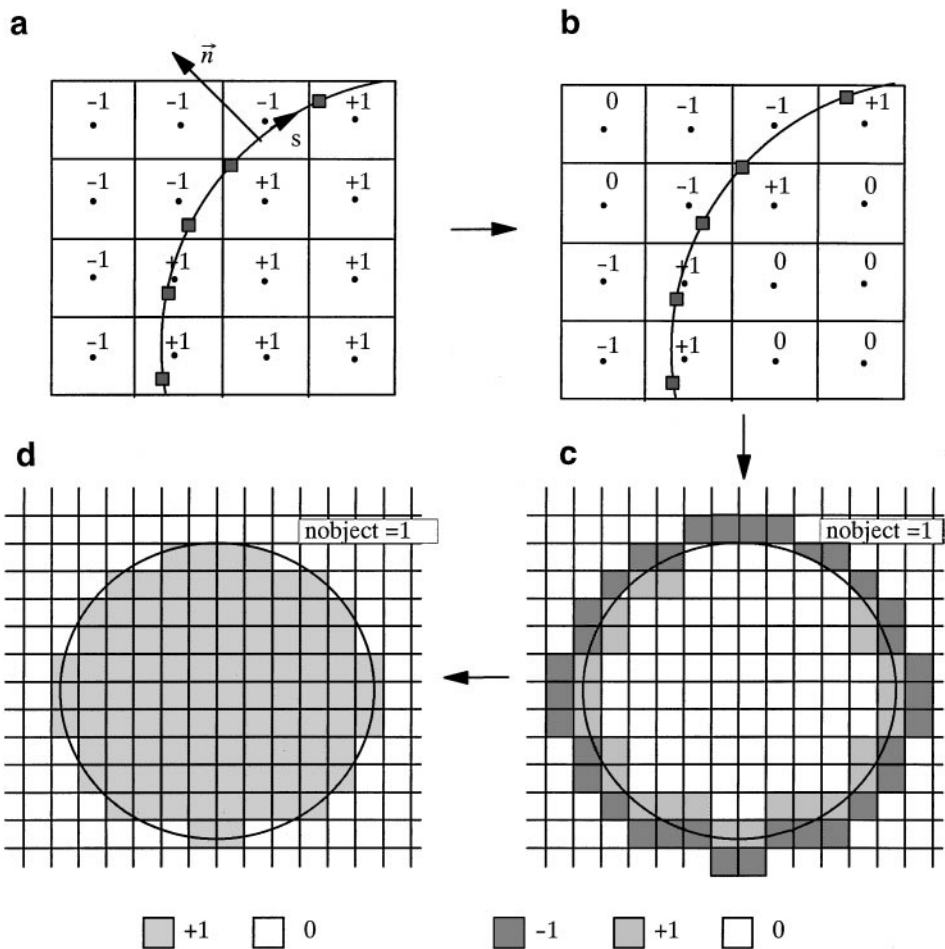 a
b
n
s
-1 -1 -1 +1
-1 -1 +1 +1
-1 +1 +1 +1
-1 +1 +1 +1
0 -1 -1 +1
0 -1 +1 0
-1 +1 0 0
-1 +1 0 0
d
c
nobject =1
nobject =1
+1 0
-1 +1 0